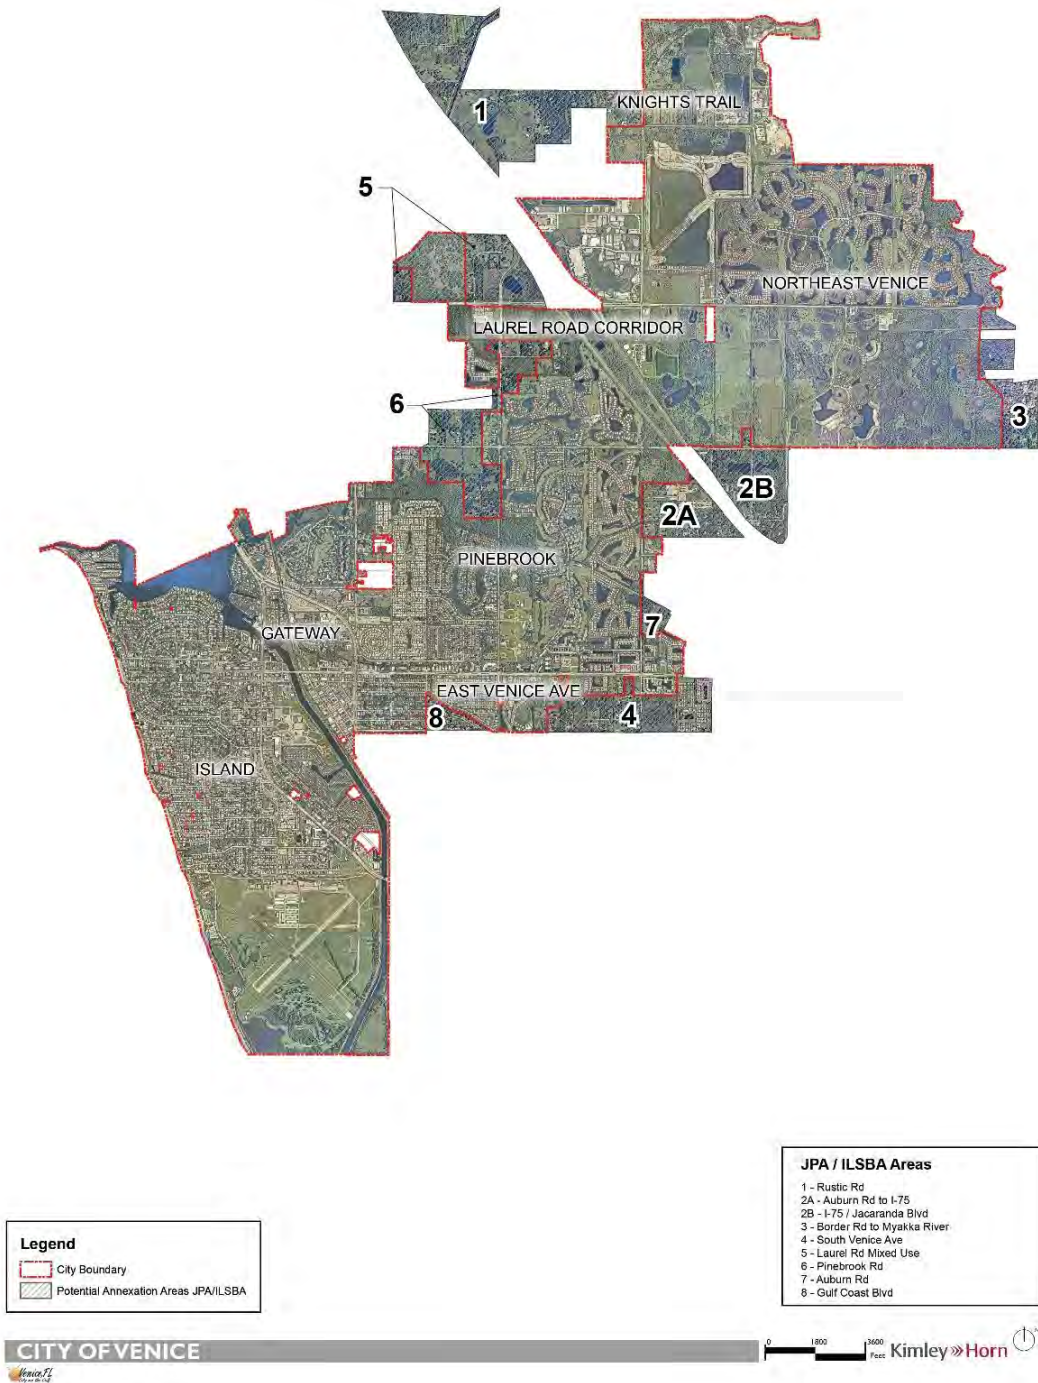 1
KNIGHTS TRAIL
5
NORTHEAST VENICE
LAUREL ROAD CORRIDOR
6
3
2B
2A
PINEBROOK
7
GATEWAY
EAST VENICE AVE
8
4
ISLAND
JPA / ILSBA Areas
1 - Rustic Rd
2A - Auburn Rd to I-75
2B - I-75 / Jacaranda Blvd
3 - Border Rd to Myakka River
4 - South Venice Ave
5 - Laurel Rd Mixed Use
6 - Pinebrook Rd
7 - Auburn Rd
8 - Gulf Coast Blvd
Legend
City Boundary
Potential Annexation Areas JPA/ILSBA
CITY OF VENICE
0 1800 3600
Feet
Kimley»Horn
Venice, FL